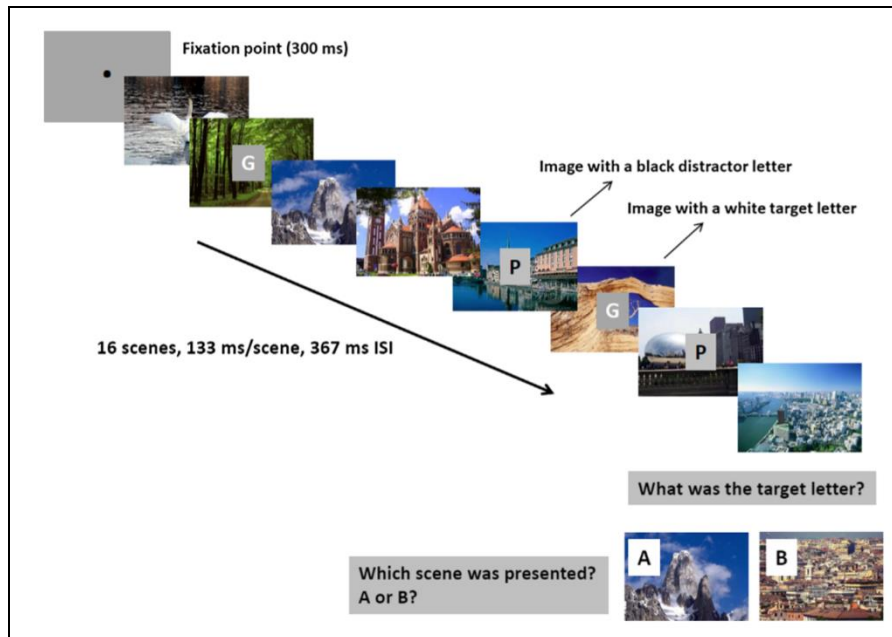 Fixation point (300 ms)
G
Image with a black distractor letter
Image with a white target letter
P
G
P
16 scenes, 133 ms/scene, 367 ms ISI
What was the target letter?
Which scene was presented?
A or B?
A
B